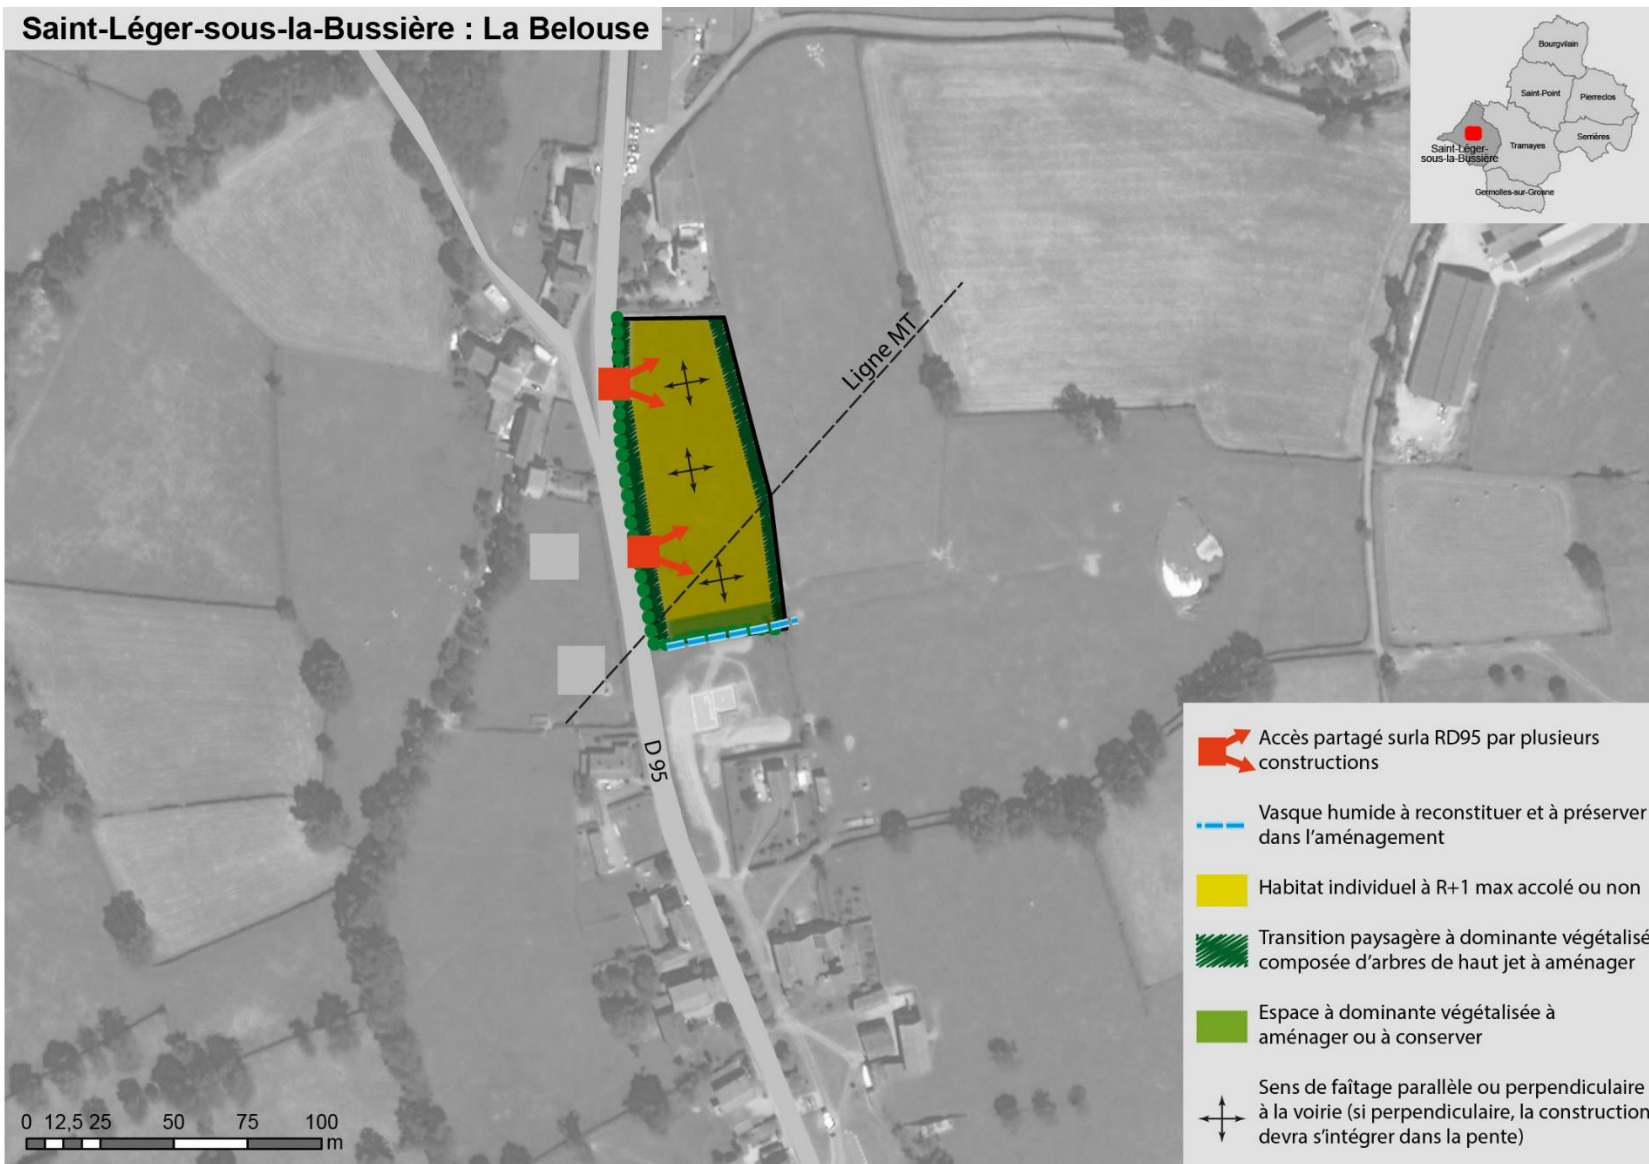 Saint-Léger-sous-la-Bussière : La Belouse
Bourgvilain
Saint-Point
Pierreclos
Serrières
Tramayes
Saint-Léger-
sous-la-Bussière
Germolles-sur-Grosne
Ligne MT
D 95
Accès partagé surla RD95 par plusieurs
constructions
Vasque humide à reconstituer et à préserver
dans l'aménagement
Habitat individuel à R+1 max accolé ou non
Transition paysagère à dominante végétalisé
composée d'arbres de haut jet à aménager
Espace à dominante végétalisée à
aménager ou à conserver
Sens de faîtage parallèle ou perpendiculaire
à la voirie (si perpendiculaire, la construction
devra s'intégrer dans la pente)
0 12,5 25 50 75 100
m